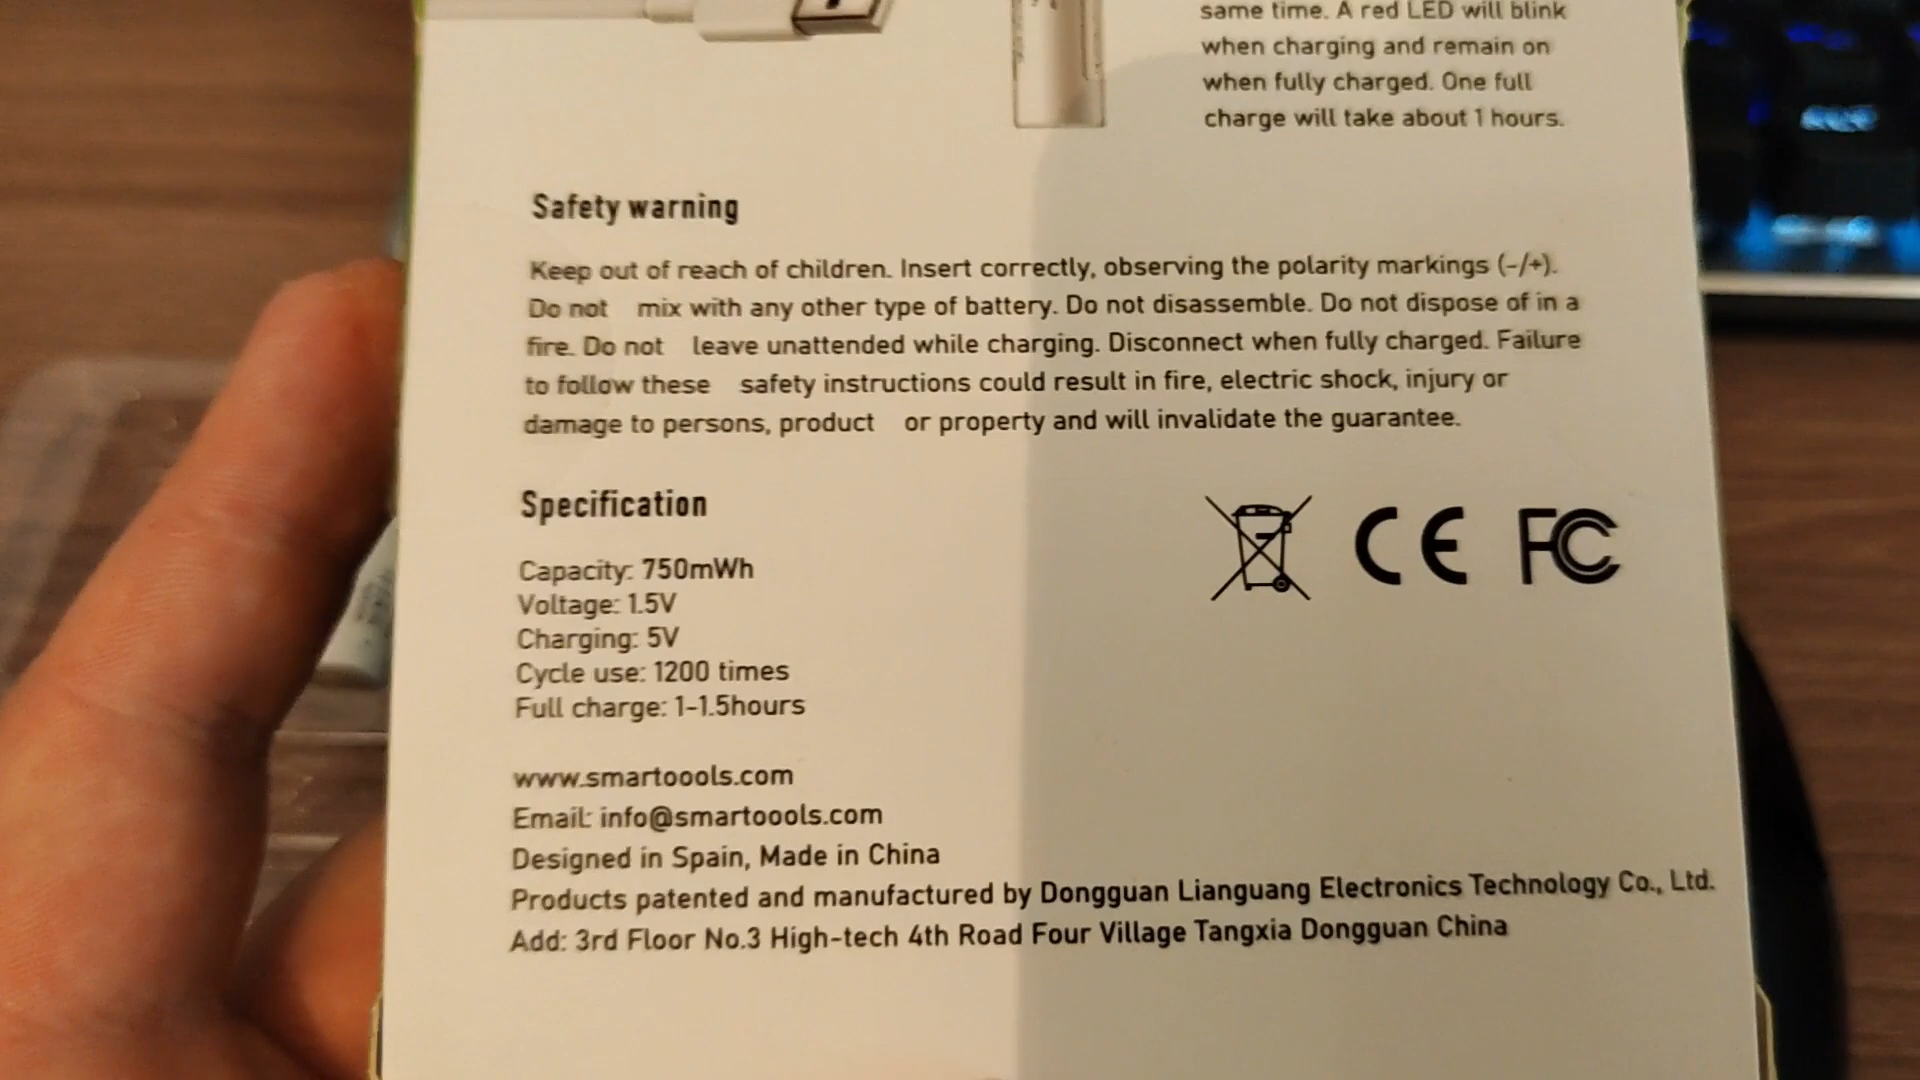 same time. A red LED will blink
when charging and remain on
when fully charged. One full
charge will take about 1 hours.
Safety warning
Keep out of reach of children. Insert correctly, observing the polarity markings (-/+).
Do not mix with any other type of battery. Do not disassemble. Do not dispose of in a
fire. Do not leave unattended while charging. Disconnect when fully charged. Failure
to follow these safety instructions could result in fire, electric shock, injury or
damage to persons, product or property and will invalidate the guarantee.
Specification
Capacity: 750mWh
Voltage: 1.5V
Charging: 5V
Cycle use: 1200 times
Full charge: 1-1.5hours
CE FC
www.smartoools.com
Email: info@smartoools.com
Designed in Spain, Made in China
Products patented and manufactured by Dongguan Lianguang Electronics Technology Co., Ltd.
Add: 3rd Floor No.3 High-tech 4th Road Four Village Tangxia Dongguan China